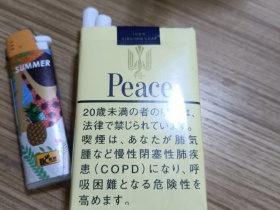 SUMMER
Peace
20歳未満の者の は、
法律で禁じられています。
喫煙は、あなたが肺気
腫など慢性閉塞性肺疾
患(COPD)になり、呼
吸困難となる危険性を
高めます。